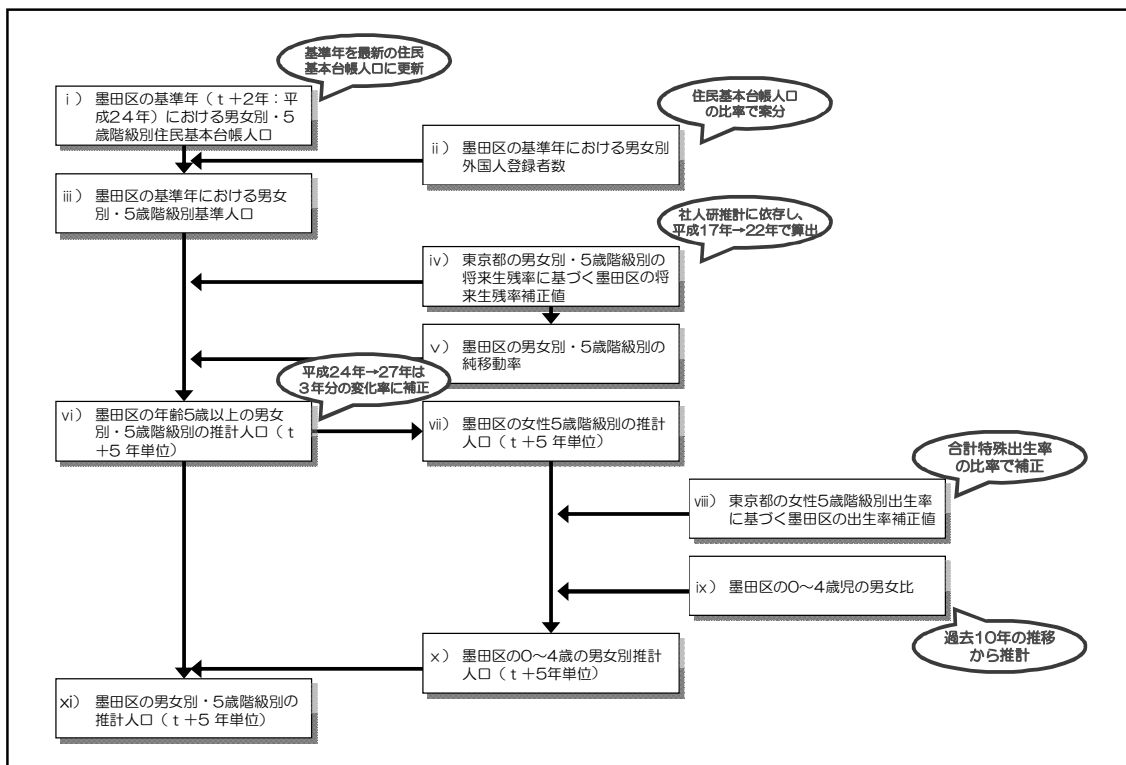 基準年を最新の住民
基本台帳人口に更新
ⅰ） 墨田区の基準年（ｔ＋2年：平
成２４年）における男女別・５
歳階級別住民基本台帳人口
住民基本台帳人口
の比率で案分
ⅱ） 墨田区の基準年における男女別
外国人登録者数
ⅲ） 墨田区の基準年における男女
別・5歳階級別基準人口
社人研推計に依存し、
平成17年→22年で算出
ⅳ） 東京都の男女別・５歳階級別の
将来生残率に基づく墨田区の将
来生残率補正値
ⅴ） 墨田区の男女別・５歳階級別の
純移動率
平成２４年→２７年は
３年分の変化率に補正
ⅵ） 墨田区の年齢5歳以上の男女
別・5歳階級別の推計人口（ｔ
＋5 年単位）
ⅶ） 墨田区の女性5歳階級別の推計
人口（ｔ＋5 年単位）
合計特殊出生率
の比率で補正
ⅷ） 東京都の女性5歳階級別出生率
に基づく墨田区の出生率補正値
ⅸ） 墨田区の０～４歳児の男女比
過去１０年の推移
から推計
ⅹ） 墨田区の０～４歳の男女別推計
人口（ｔ＋5年単位）
ⅺ） 墨田区の男女別・5歳階級別の
推計人口（ｔ＋5 年単位）